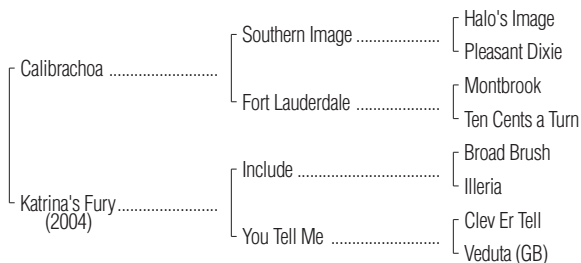 Halo's Image
Southern Image ....................
Pleasant Dixie
Calibrachoa ..........................
Montbrook
Fort Lauderdale ....................
Ten Cents a Turn
Broad Brush
Include ..................................
Illeria
Katrina's Fury........................
(2004)
Clev Er Tell
You Tell Me ..........................
Veduta (GB)